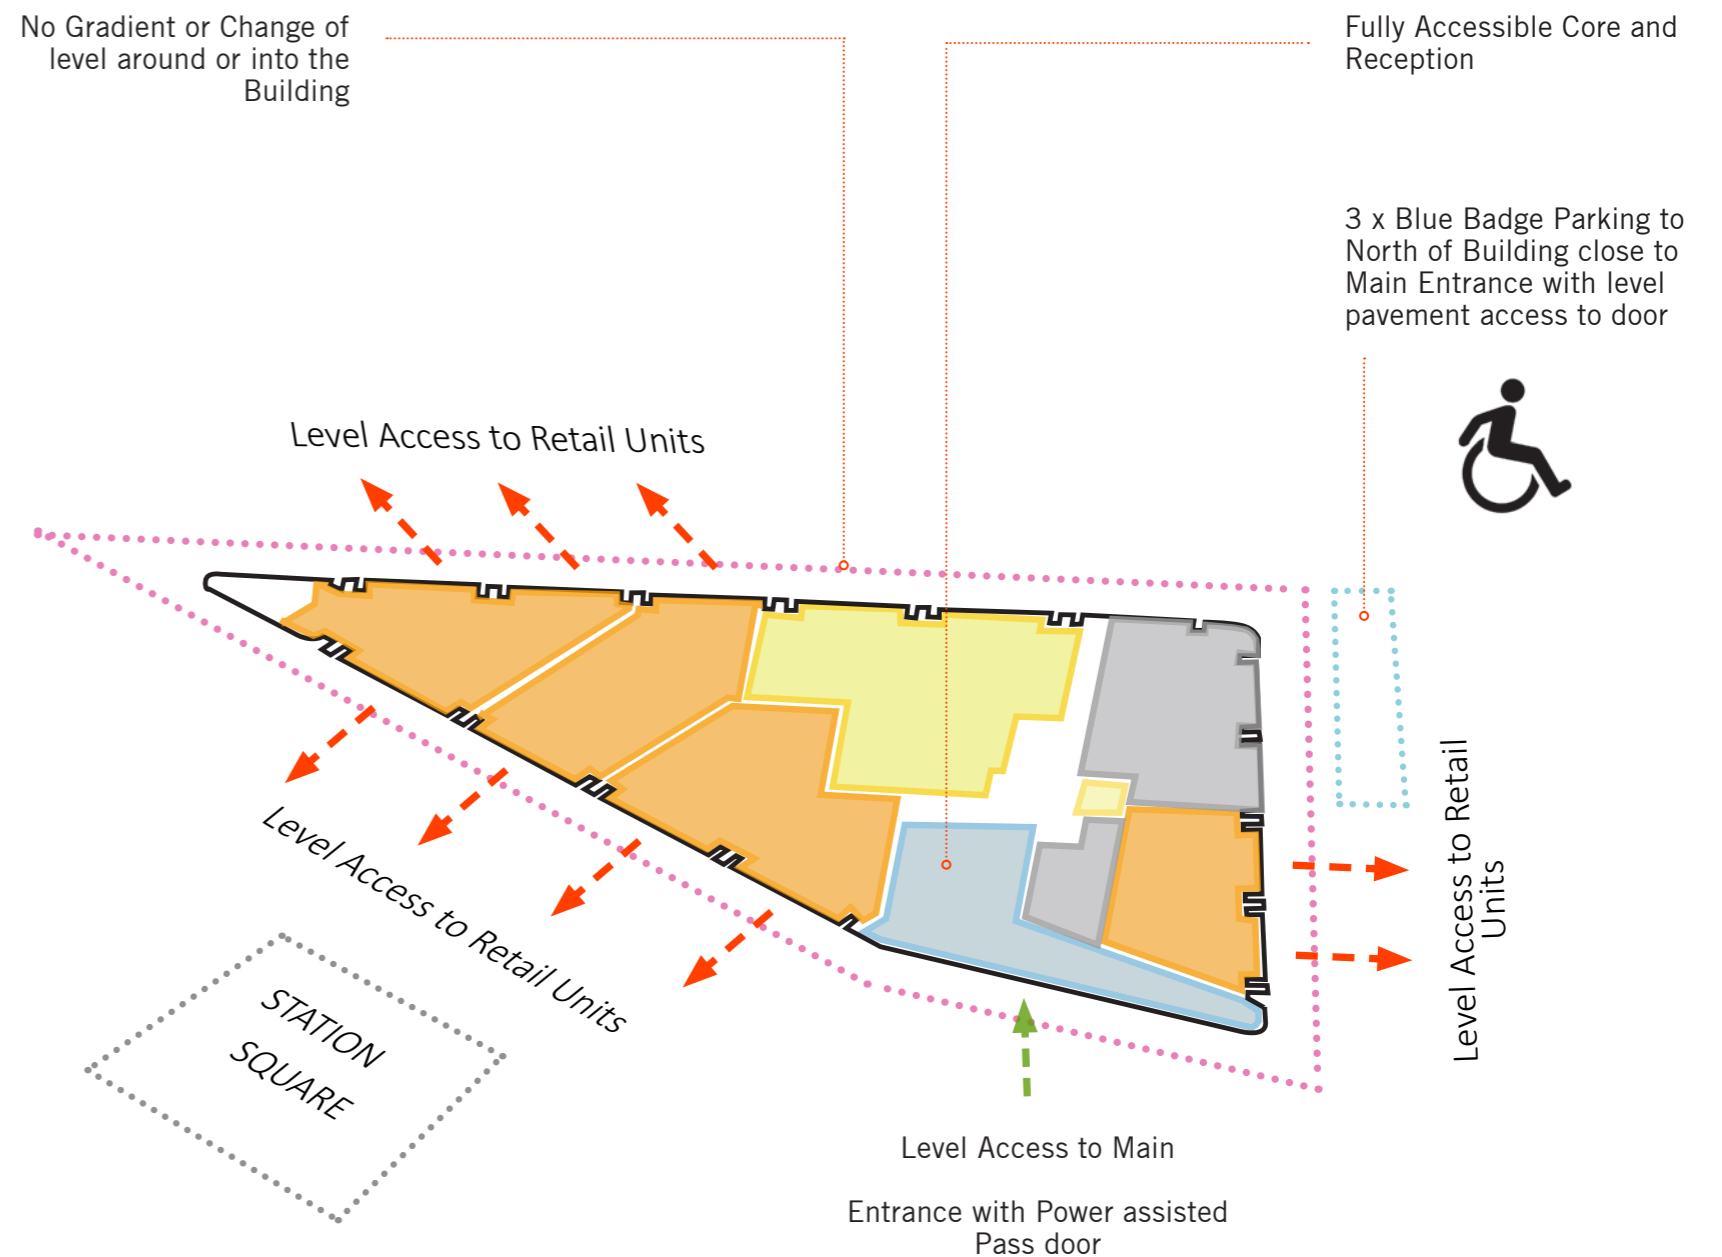 No Gradient or Change of
level around or into the
Building
Fully Accessible Core and
Reception
3 x Blue Badge Parking to
North of Building close to
Main Entrance with level
pavement access to door
Level Access to Retail Units
Level Access to Retail Units
Level Access to Retail
Units
STATION
SQUARE
Level Access to Main
Entrance with Power assisted
Pass door